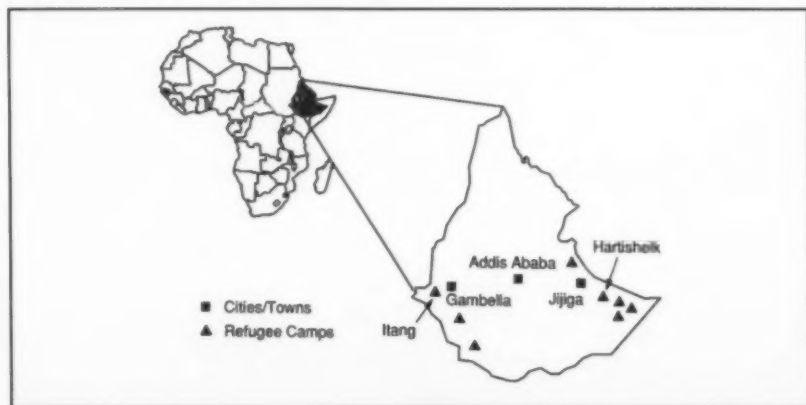 Hartisheik
Addis Ababa
Gambella
Jijiga
Itang
Cities/Towns
Refugee Camps